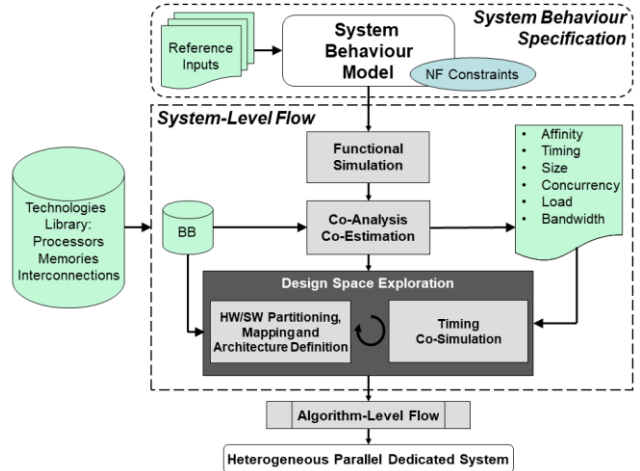 System Behaviour
Specification
Reference
Inputs
System
Behaviour
Model
NF Constraints
System-Level Flow
Functional
Simulation
• Affinity
• Timing
• Size
• Concurrency
• Load
• Bandwidth
Technologies
Library:
Processors
Memories
Interconnections
BB
Co-Analysis
Co-Estimation
Design Space Exploration
HW/SW Partitioning,
Mapping and
Architecture Definition
Timing
Co-Simulation
Algorithm-Level Flow
Heterogeneous Parallel Dedicated System